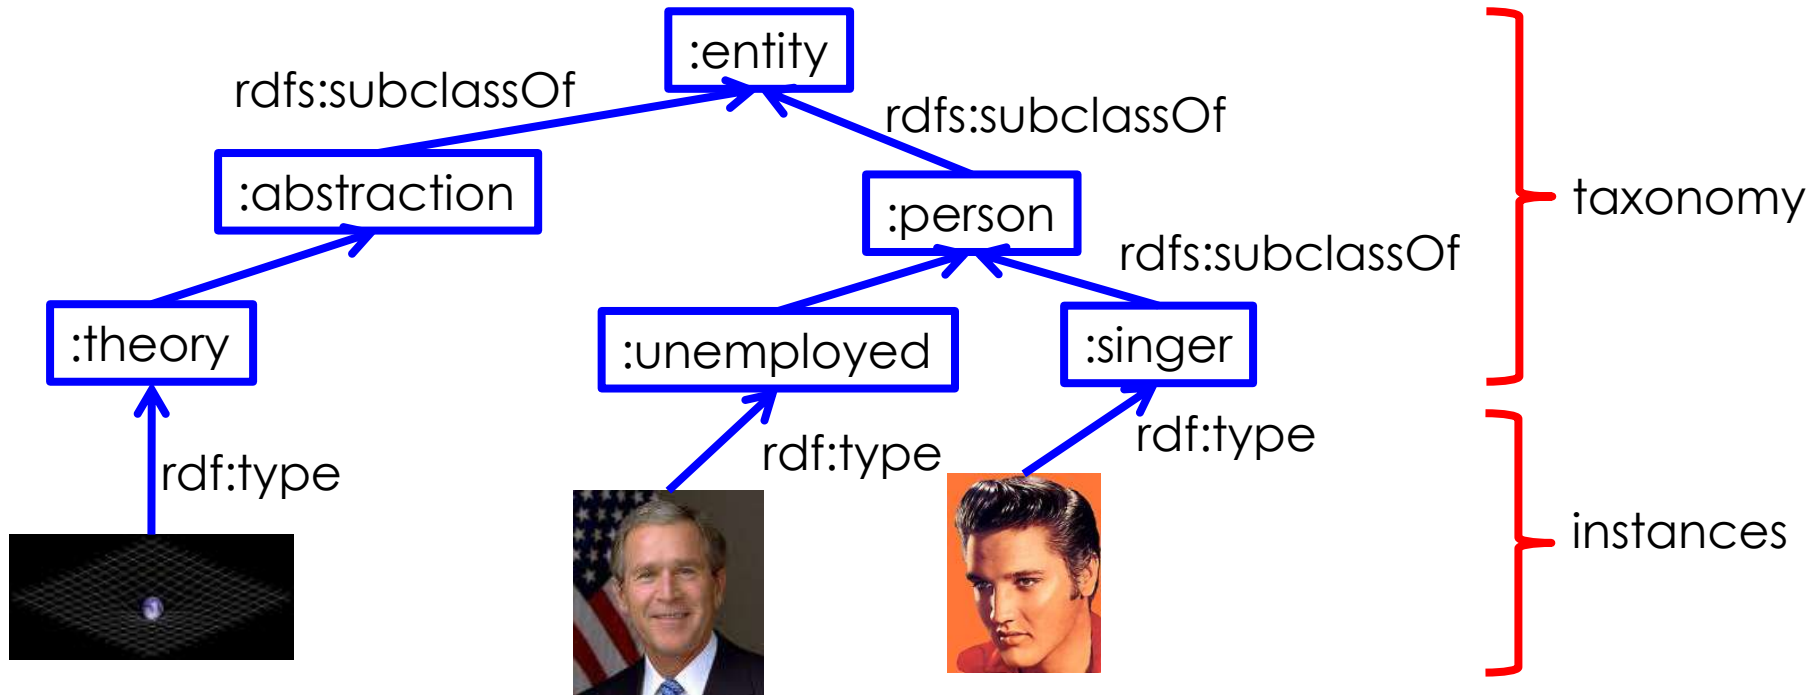 :entity
rdfs:subclassOf
rdfs:subclassOf
:abstraction
:person
taxonomy
rdfs:subclassOf
:theory
:unemployed
:singer
rdf:type
rdf:type
rdf:type
instances